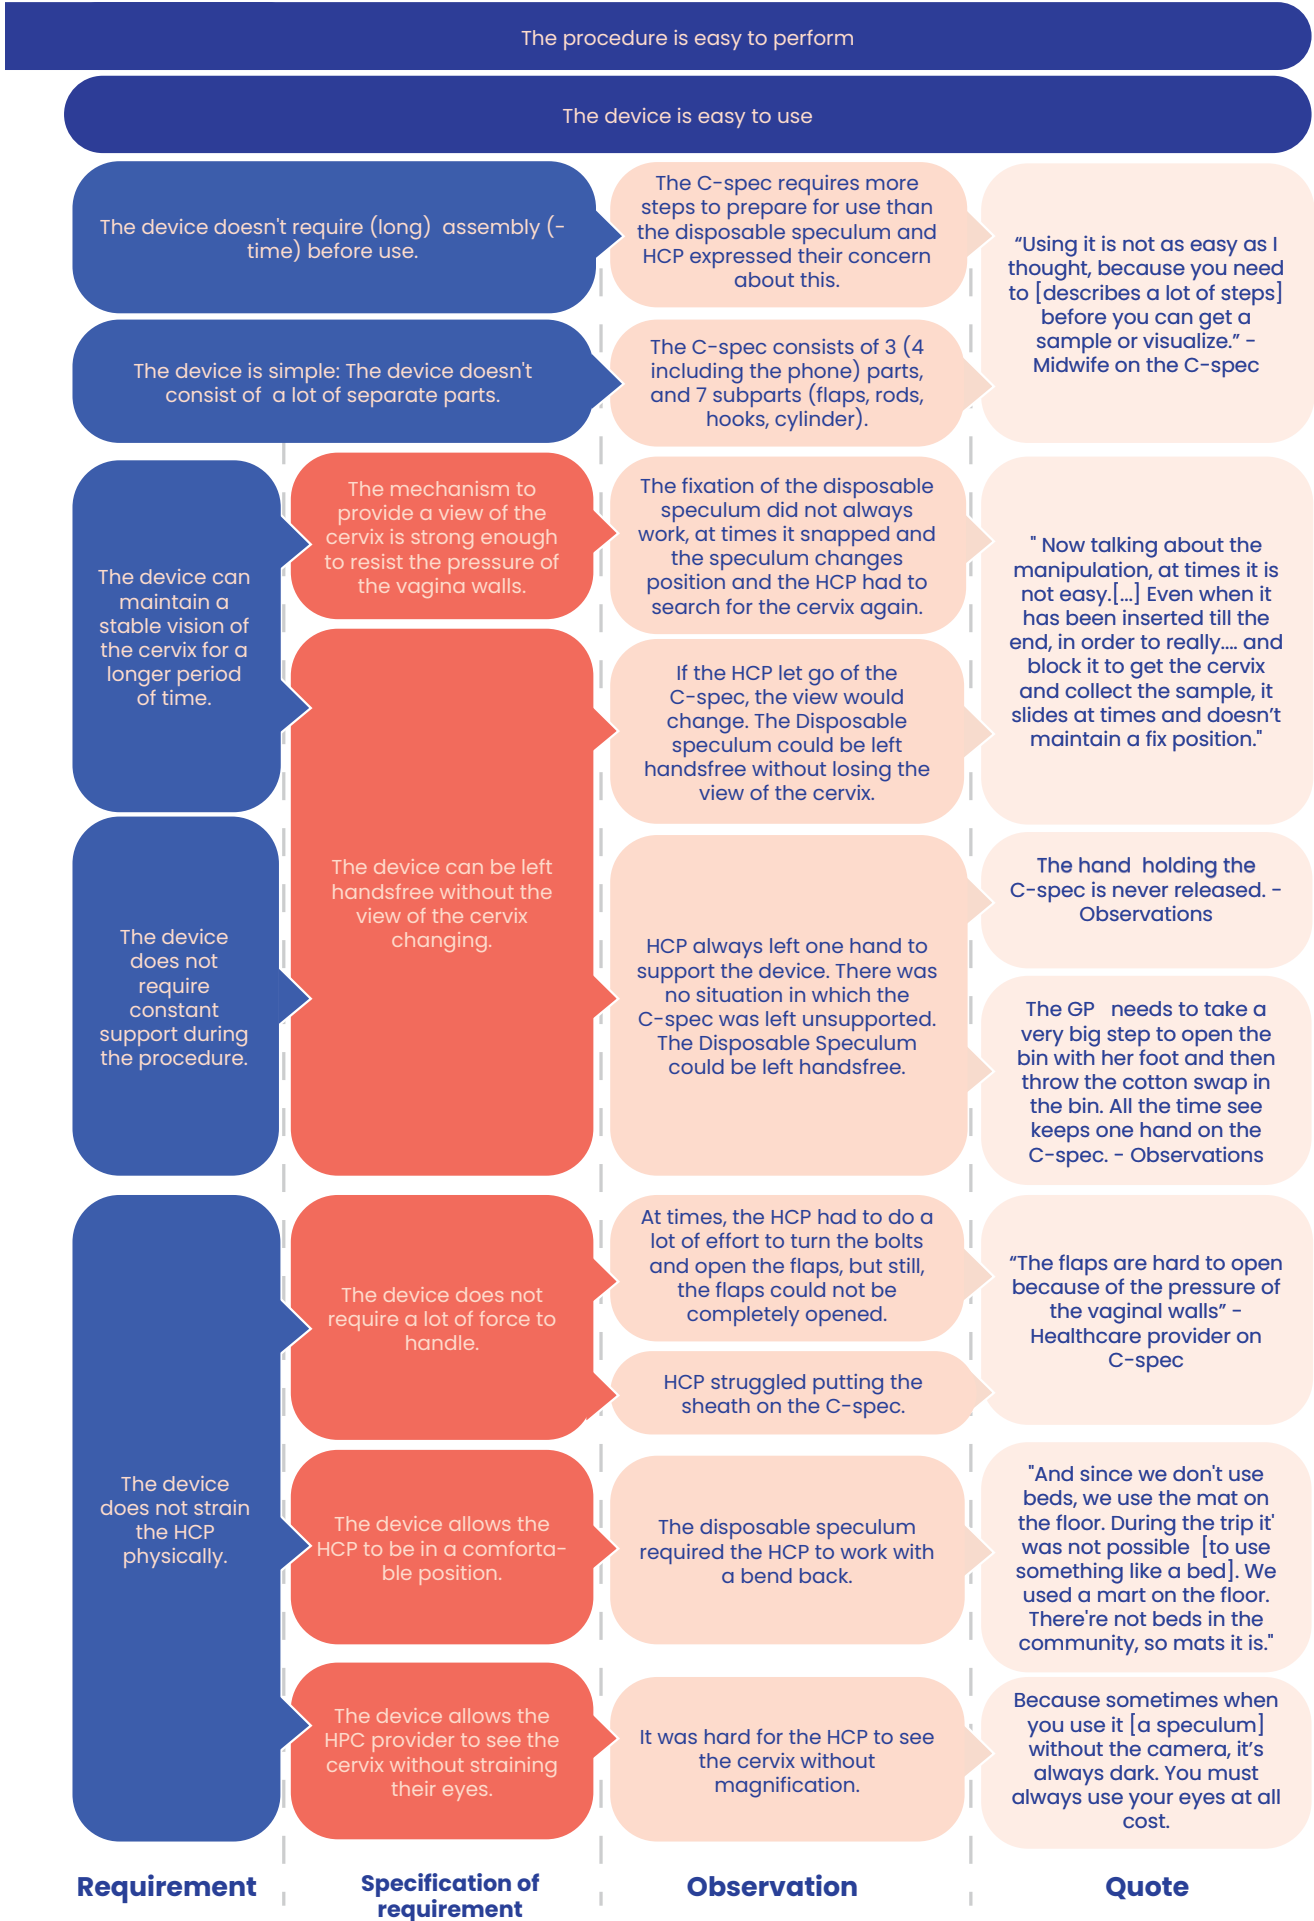 The procedure is easy to perform
The device is easy to use
The device doesn't require (long) assembly (-
time) before use.
The C-spec requires more
steps to prepare for use than
the disposable speculum and
HCP expressed their concern
about this.
“Using it is not as easy as I
thought, because you need
to [describes a lot of steps]
before you can get a
sample or visualize.” -
Midwife on the C-spec
The device is simple: The device doesn't
consist of a lot of separate parts.
The C-spec consists of 3 (4
including the phone) parts,
and 7 subparts (flaps, rods,
hooks, cylinder).
The device can
maintain a
stable vision of
the cervix for a
longer period
of time.
The mechanism to
provide a view of the
cervix is strong enough
to resist the pressure of
the vagina walls.
The fixation of the disposable
speculum did not always
work, at times it snapped and
the speculum changes
position and the HCP had to
search for the cervix again.
" Now talking about the
manipulation, at times it is
not easy.[...] Even when it
has been inserted till the
end, in order to really.... and
block it to get the cervix
and collect the sample, it
slides at times and doesn’t
maintain a fix position."
If the HCP let go of the
C-spec, the view would
change. The Disposable
speculum could be left
handsfree without losing the
view of the cervix.
The device
does not
require
constant
support during
the procedure.
The device can be left
handsfree without the
view of the cervix
changing.
HCP always left one hand to
support the device. There was
no situation in which the
C-spec was left unsupported.
The Disposable Speculum
could be left handsfree.
The hand holding the
C-spec is never released. -
Observations
The GP needs to take a
very big step to open the
bin with her foot and then
throw the cotton swap in
the bin. All the time see
keeps one hand on the
C-spec. - Observations
The device
does not strain
the HCP
physically.
The device does not
require a lot of force to
handle.
At times, the HCP had to do a
lot of effort to turn the bolts
and open the flaps, but still,
the flaps could not be
completely opened.
“The flaps are hard to open
because of the pressure of
the vaginal walls” -
Healthcare provider on
C-spec
HCP struggled putting the
sheath on the C-spec.
The device allows the
HCP to be in a comforta-
ble position.
The disposable speculum
required the HCP to work with
a bend back.
"And since we don't use
beds, we use the mat on
the floor. During the trip it'
was not possible [to use
something like a bed]. We
used a mart on the floor.
There're not beds in the
community, so mats it is."
The device allows the
HPC provider to see the
cervix without straining
their eyes.
It was hard for the HCP to see
the cervix without
magnification.
Because sometimes when
you use it [a speculum]
without the camera, it’s
always dark. You must
always use your eyes at all
cost.
Requirement
Specification of
requirement
Observation
Quote